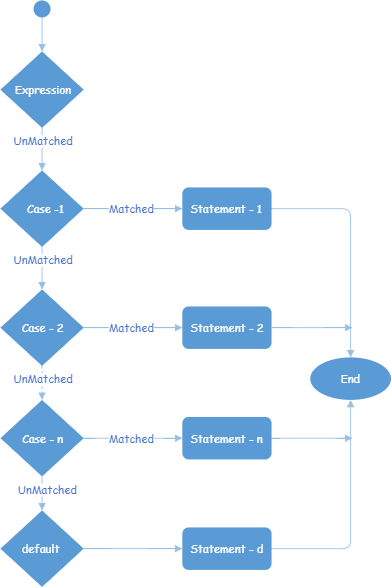 Expression
UnMatched
Case -1
Matched
Statement - 1
UnMatched
Case - 2
Matched
Statement - 2
End
UnMatched
Case - n
Matched
Statement - n
UnMatched
default
Statement - d